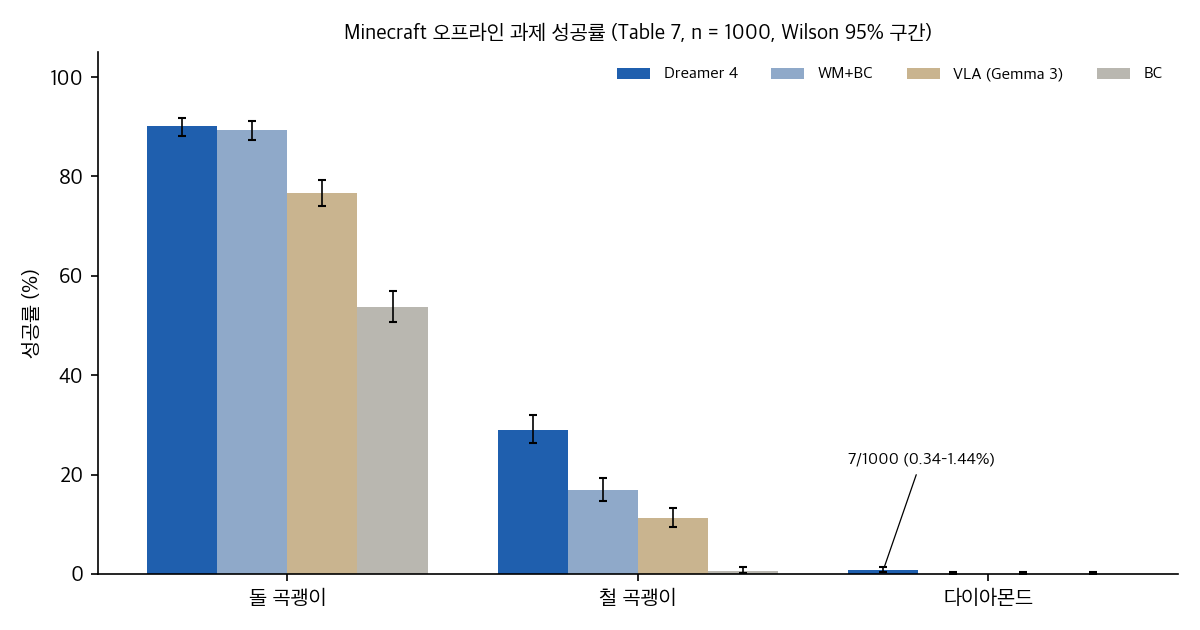 Minecraft 오프라인 과제 성공률 (Table 7, n = 1000, Wilson 95% 구간)
Dreamer 4 WM+BC VLA (Gemma 3) BC
성공률 (%)
100
80
60
40
20
0
7/1000 (0.34-1.44%)
돌 곡괭이 철 곡괭이 다이아몬드